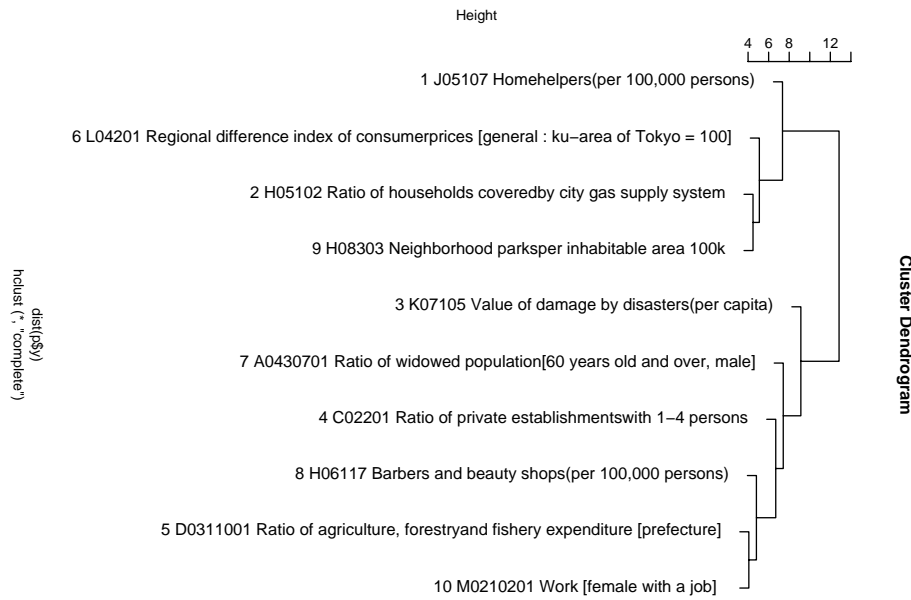 Height
4 6 8 12
1 J05107 Homehelpers(per 100,000 persons)
6 L04201 Regional difference index of consumerprices [general : ku−area of Tokyo = 100]
2 H05102 Ratio of households coveredby city gas supply system
9 H08303 Neighborhood parksper inhabitable area 100k
3 K07105 Value of damage by disasters(per capita)
7 A0430701 Ratio of widowed population[60 years old and over, male]
4 C02201 Ratio of private establishmentswith 1−4 persons
8 H06117 Barbers and beauty shops(per 100,000 persons)
5 D0311001 Ratio of agriculture, forestryand fishery expenditure [prefecture]
10 M0210201 Work [female with a job]
Cluster Dendrogram
dist(p$y)
hclust (*, "complete")